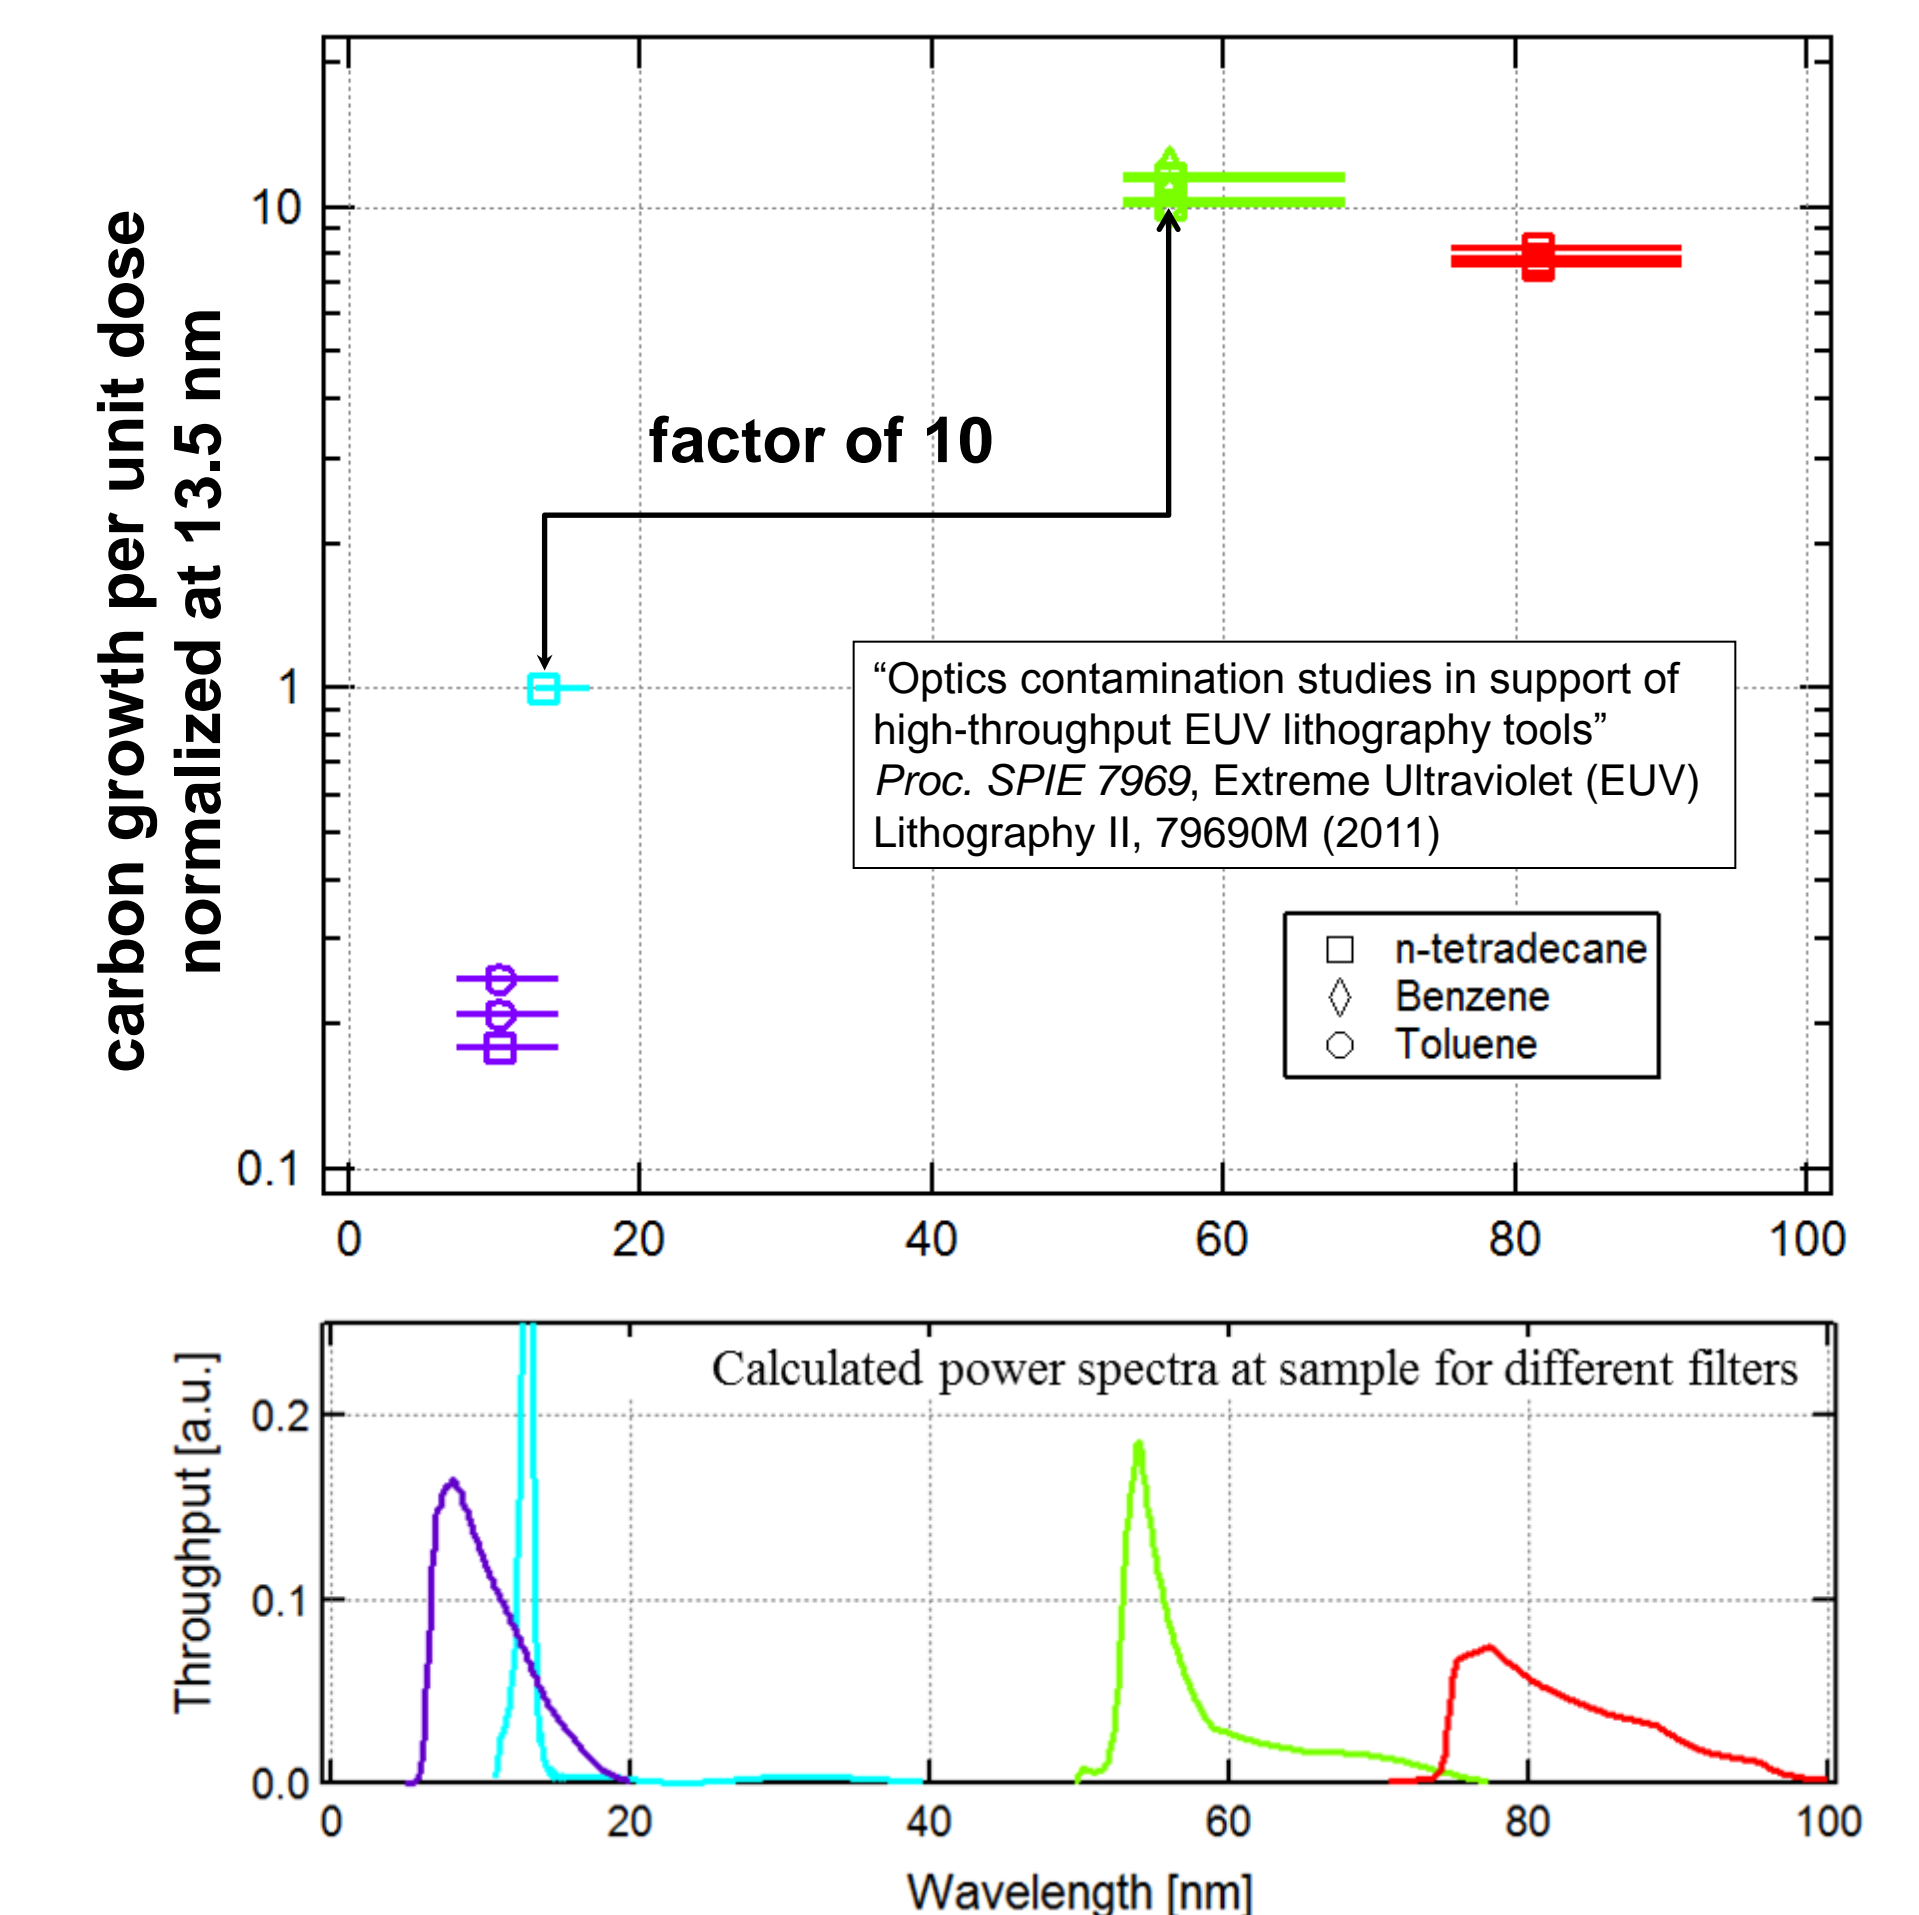 carbon growth per unit dose
normalized at 13.5 nm
10
1
0.1
factor of 10
“Optics contamination studies in support of
high-throughput EUV lithography tools”
Proc. SPIE 7969, Extreme Ultraviolet (EUV)
Lithography II, 79690M (2011)
n-tetradecane
Benzene
Toluene
0 20 40 60 80 100
Calculated power spectra at sample for different filters
Throughput [a.u.]
0.2
0.1
0.0
0 20 40 60 80 100
Wavelength [nm]